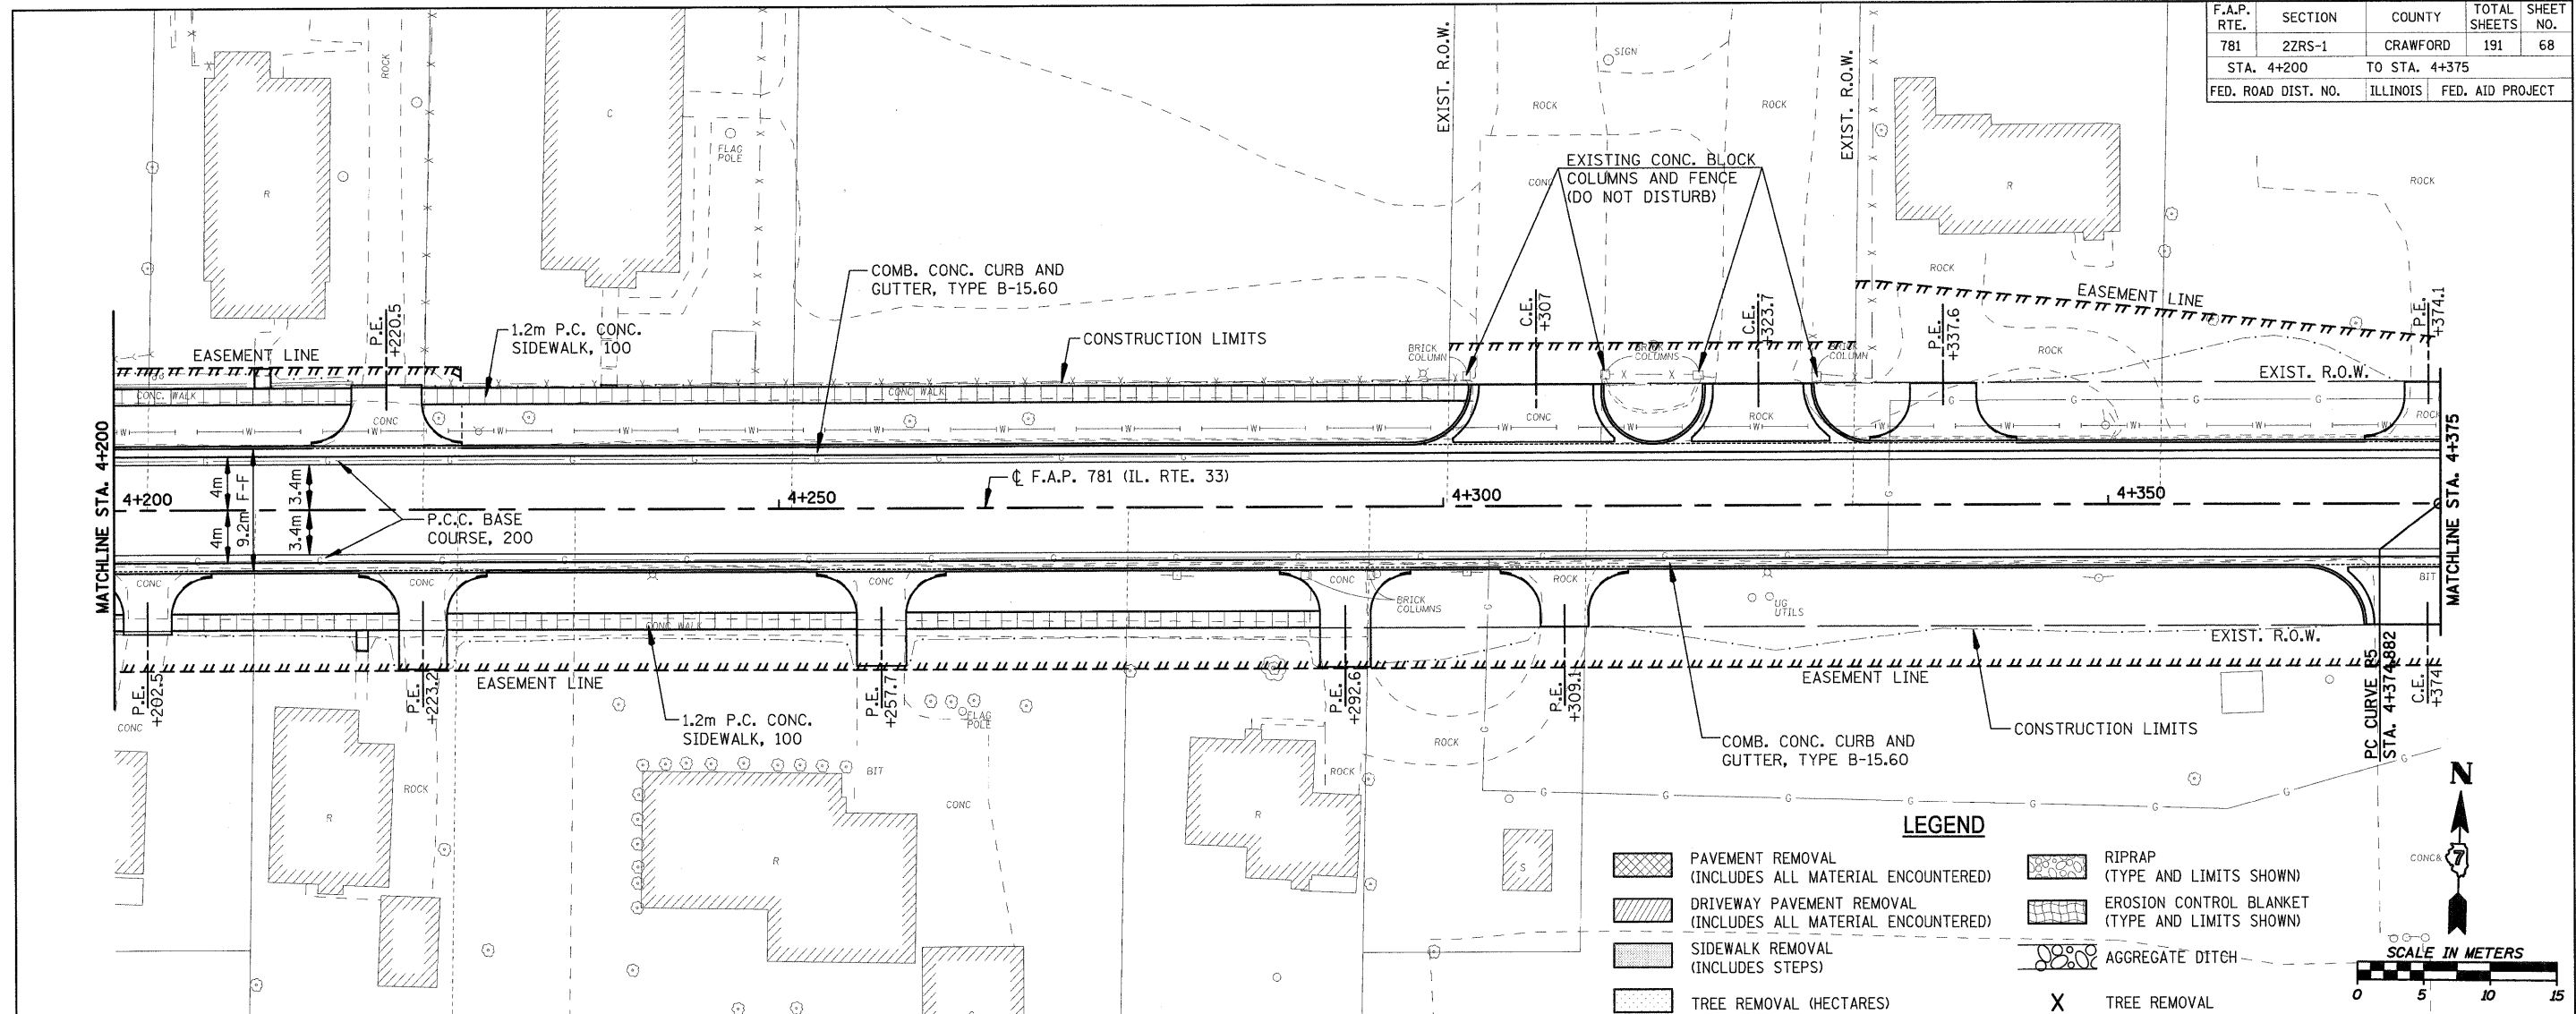 F.A.P. RTE.
SECTION
COUNTY
TOTAL SHEETS
SHEET NO.
781
2ZRS-1
CRAWFORD
191
68
STA. 4+200 TO STA. 4+375
FED. ROAD DIST. NO.
ILLINOIS
FED. AID PROJECT
ROCK
R
C
FLAG
POLE
EXIST. R.O.W.
SIGN
ROCK
ROCK
EXIST. R.O.W.
R
ROCK
EXISTING CONC. BLOCK
COLUMNS AND FENCE
(DO NOT DISTURB)
CONC
COMB. CONC. CURB AND
GUTTER, TYPE B-15.60
ROCK
EASEMENT LINE
P.E.
+220.5
1.2m P.C. CONC.
SIDEWALK, 100
CONSTRUCTION LIMITS
C.E.
+307
C.E.
+323.7
P.E.
+337.6
P.E.
+374.1
EASEMENT LINE
BRICK
COLUMN
BRICK
COLUMNS
BRICK
COLUMN
ROCK
EXIST. R.O.W.
CONC. WALK
CONC
CONC WALK
CONC
ROCK
ROCK
MATCHLINE STA. 4+200
4+200
4m
4m
9.2m F-F
3.4m
3.4m
P.C.C. BASE
COURSE, 200
4+250
℄ F.A.P. 781 (IL. RTE. 33)
4+300
4+350
MATCHLINE STA. 4+375
CONC
CONC
CONC
CONC
ROCK
BRICK
COLUMNS
UG
UTILS
BIT
CONC WALK
EXIST. R.O.W.
P.E.
+202.5
P.E.
+223.2
EASEMENT LINE
P.E.
+257.7
P.E.
+292.6
P.E.
+309.1
EASEMENT LINE
PC CURVE P5
STA. 4+374.882
C.E.
+374
CONC
1.2m P.C. CONC.
SIDEWALK, 100
FLAG
POLE
ROCK
COMB. CONC. CURB AND
GUTTER, TYPE B-15.60
CONSTRUCTION LIMITS
ROCK
R
BIT
CONC
R
ROCK
R
S
N
7
CONC
LEGEND
PAVEMENT REMOVAL
(INCLUDES ALL MATERIAL ENCOUNTERED)
DRIVEWAY PAVEMENT REMOVAL
(INCLUDES ALL MATERIAL ENCOUNTERED)
SIDEWALK REMOVAL
(INCLUDES STEPS)
TREE REMOVAL (HECTARES)
RIPRAP
(TYPE AND LIMITS SHOWN)
EROSION CONTROL BLANKET
(TYPE AND LIMITS SHOWN)
AGGREGATE DITCH
X TREE REMOVAL
SCALE IN METERS
0 5 10 15